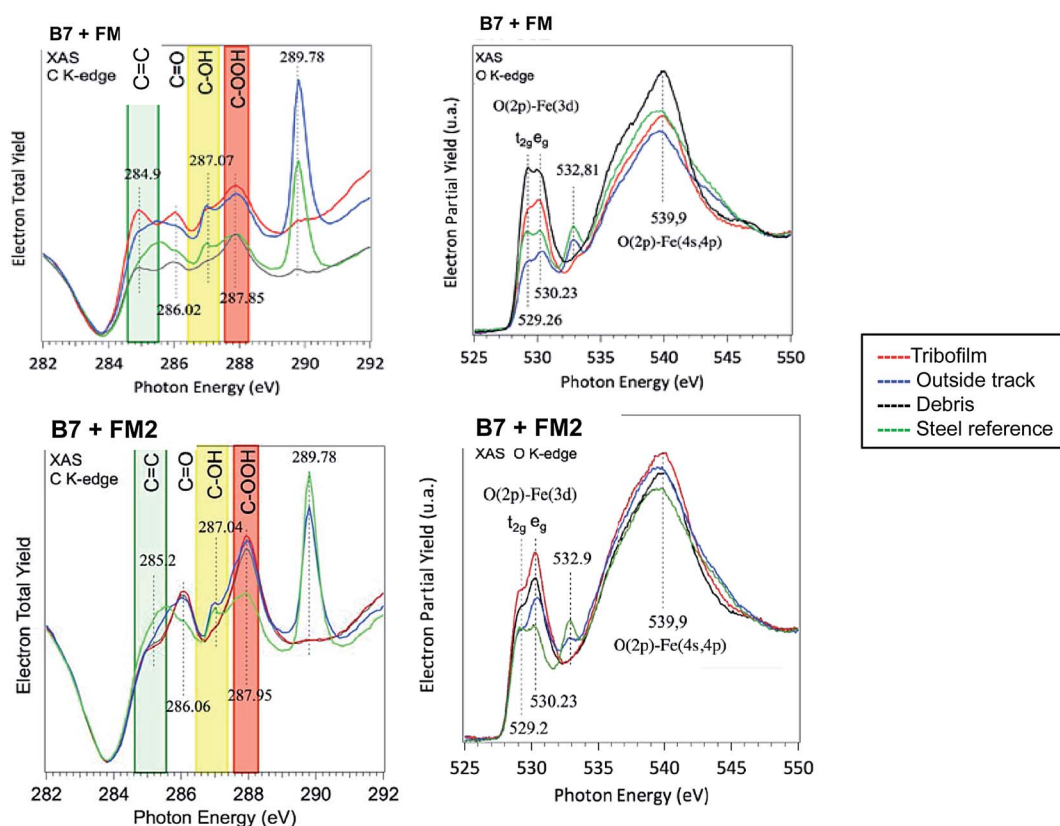 B7 + FM
XAS
C K-edge
C=C
C=O
C-OH
C-OOH
289.78
287.07
284.9
286.02
287.85
Electron Total Yield
282 284 286 288 290 292
Photon Energy (eV)
B7 + FM
XAS
O K-edge
O(2p)-Fe(3d)
t2g eg
532,81
539,9
O(2p)-Fe(4s,4p)
530.23
529.26
Electron Partial Yield (u.a.)
525 530 535 540 545 550
Photon Energy (eV)
Tribofilm
Outside track
Debris
Steel reference
B7 + FM2
XAS
C K-edge
C=C
C=O
C-OH
C-OOH
289.78
287.04
285.2
286.06
287.95
Electron Total Yield
282 284 286 288 290 292
Photon Energy (eV)
B7 + FM2
XAS O K-edge
O(2p)-Fe(3d)
t2g eg
532.9
539,9
O(2p)-Fe(4s,4p)
530.23
529.2
Electron Partial Yield (u.a.)
525 530 535 540 545 550
Photon Energy (eV)